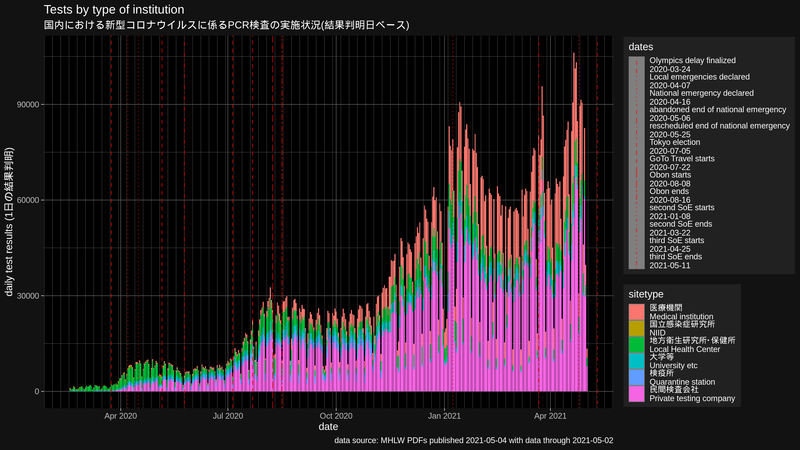 Tests by type of institution
国内における新型コロナウイルスに係るPCR検査の実施状況(結果判明日ベース)
daily test results (1日の結果判明)
90000
60000
30000
0
Apr 2020
Jul 2020
Oct 2020
Jan 2021
Apr 2021
date
data source: MHLW PDFs published 2021-05-04 with data through 2021-05-02
dates
Olympics delay finalized
2020-03-24
Local emergencies declared
2020-04-07
National emergency declared
2020-04-16
abandoned end of national emergency
2020-05-06
rescheduled end of national emergency
2020-05-25
Tokyo election
2020-07-05
GoTo Travel starts
2020-07-22
Obon starts
2020-08-08
Obon ends
2020-08-16
second SoE starts
2021-01-08
second SoE ends
2021-03-22
third SoE starts
2021-04-25
third SoE ends
2021-05-11
sitetype
医療機関
Medical institution
国立感染症研究所
NIID
地方衛生研究所・保健所
Local Health Center
大学等
University etc
検疫所
Quarantine station
民間検査会社
Private testing company